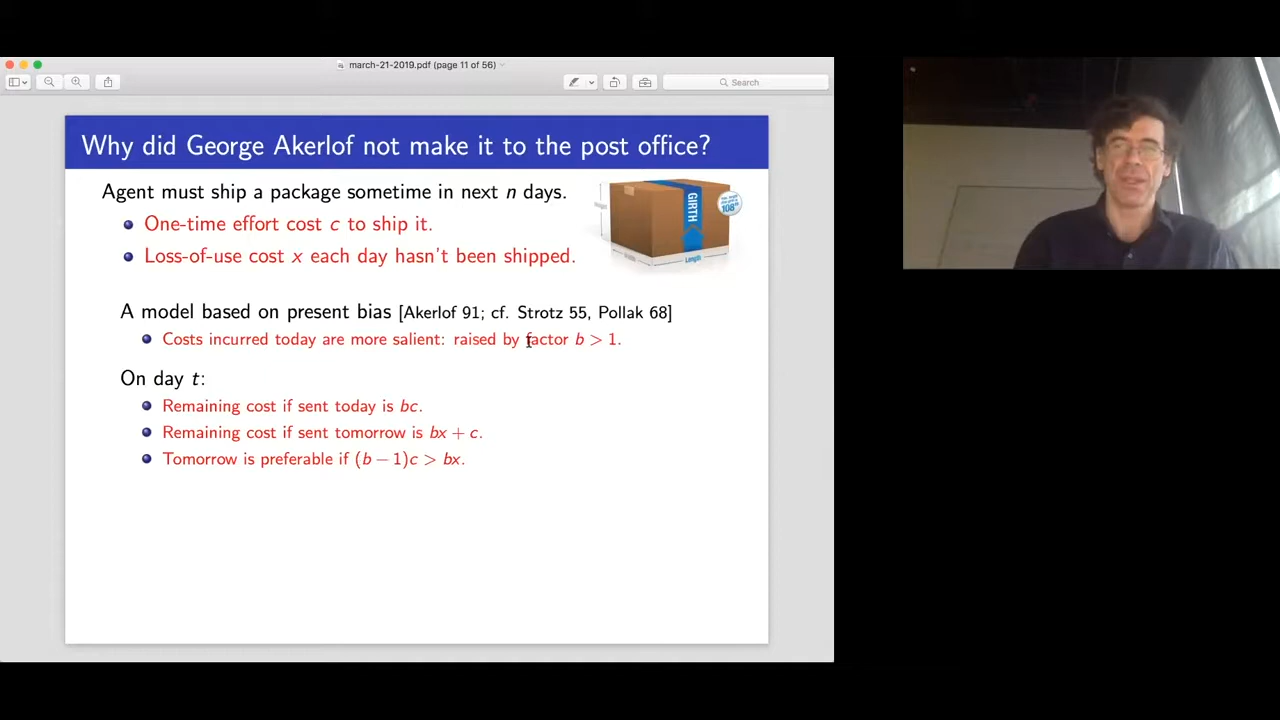 march-21-2019.pdf (page 11 of 56)
Search
Why did George Akerlof not make it to the post office?
Agent must ship a package sometime in next n days.
One-time effort cost c to ship it.
Loss-of-use cost x each day hasn't been shipped.
GIRTH
108"
Length
A model based on present bias [Akerlof 91; cf. Strotz 55, Pollak 68]
Costs incurred today are more salient: raised by factor b > 1.
On day t:
Remaining cost if sent today is bc.
Remaining cost if sent tomorrow is bx + c.
Tomorrow is preferable if (b − 1)c > bx.